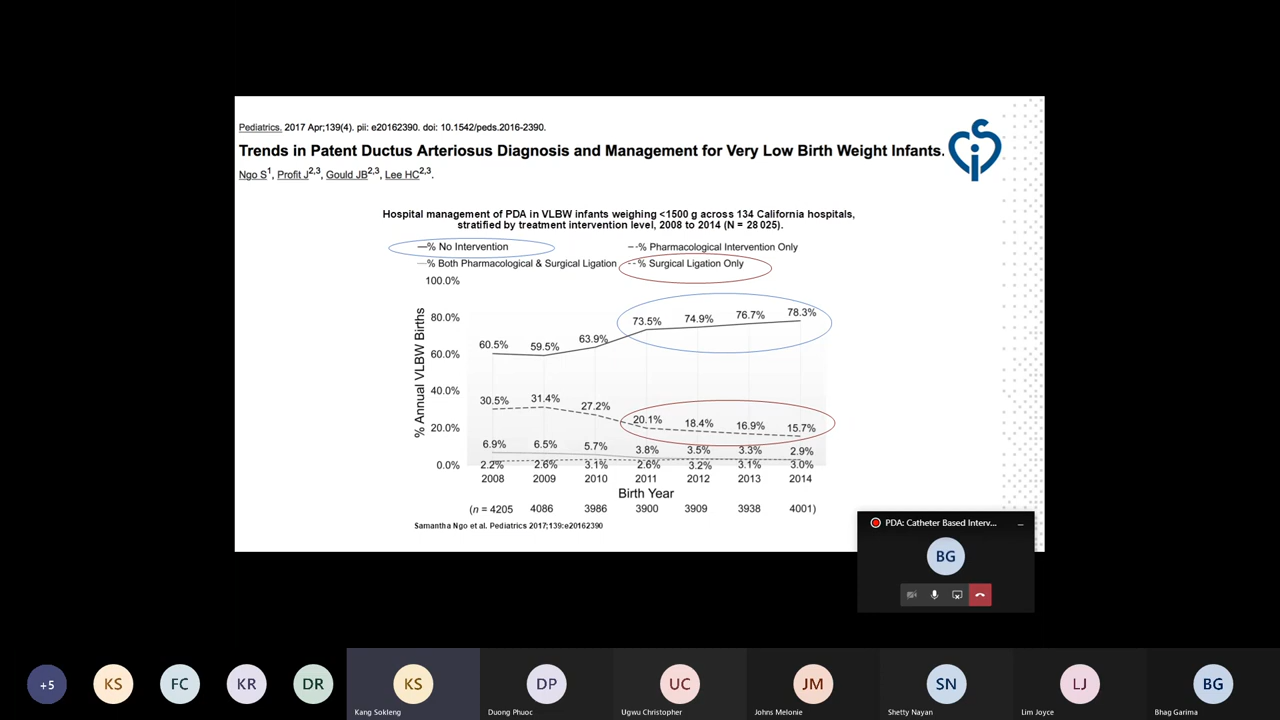 Pediatrics. 2017 Apr;139(4). pii: e20162390. doi: 10.1542/peds.2016-2390.
Trends in Patent Ductus Arteriosus Diagnosis and Management for Very Low Birth Weight Infants.
Ngo S1, Profit J2,3, Gould JB2,3, Lee HC2,3.
Hospital management of PDA in VLBW infants weighing <1500 g across 134 California hospitals,
stratified by treatment intervention level, 2008 to 2014 (N = 28 025).
% No Intervention
% Pharmacological Intervention Only
% Both Pharmacological & Surgical Ligation
% Surgical Ligation Only
100.0%
80.0%
60.0%
40.0%
20.0%
0.0%
% Annual VLBW Births
60.5% 59.5% 63.9% 73.5% 74.9% 76.7% 78.3%
30.5% 31.4% 27.2% 20.1% 18.4% 16.9% 15.7%
6.9% 6.5% 5.7% 3.8% 3.5% 3.3% 2.9%
2.2% 2.6% 3.1% 2.6% 3.2% 3.1% 3.0%
2008 2009 2010 2011 2012 2013 2014
Birth Year
(n = 4205 4086 3986 3900 3909 3938 4001)
Samantha Ngo et al. Pediatrics 2017;139:e20162390
PDA: Catheter Based Interv...
BG
+5 KS FC KR DR KS DP UC JM SN LJ BG
Kang Sokleng Duong Phuoc Ugwu Christopher Johns Melonie Shetty Nayan Lim Joyce Bhag Garima